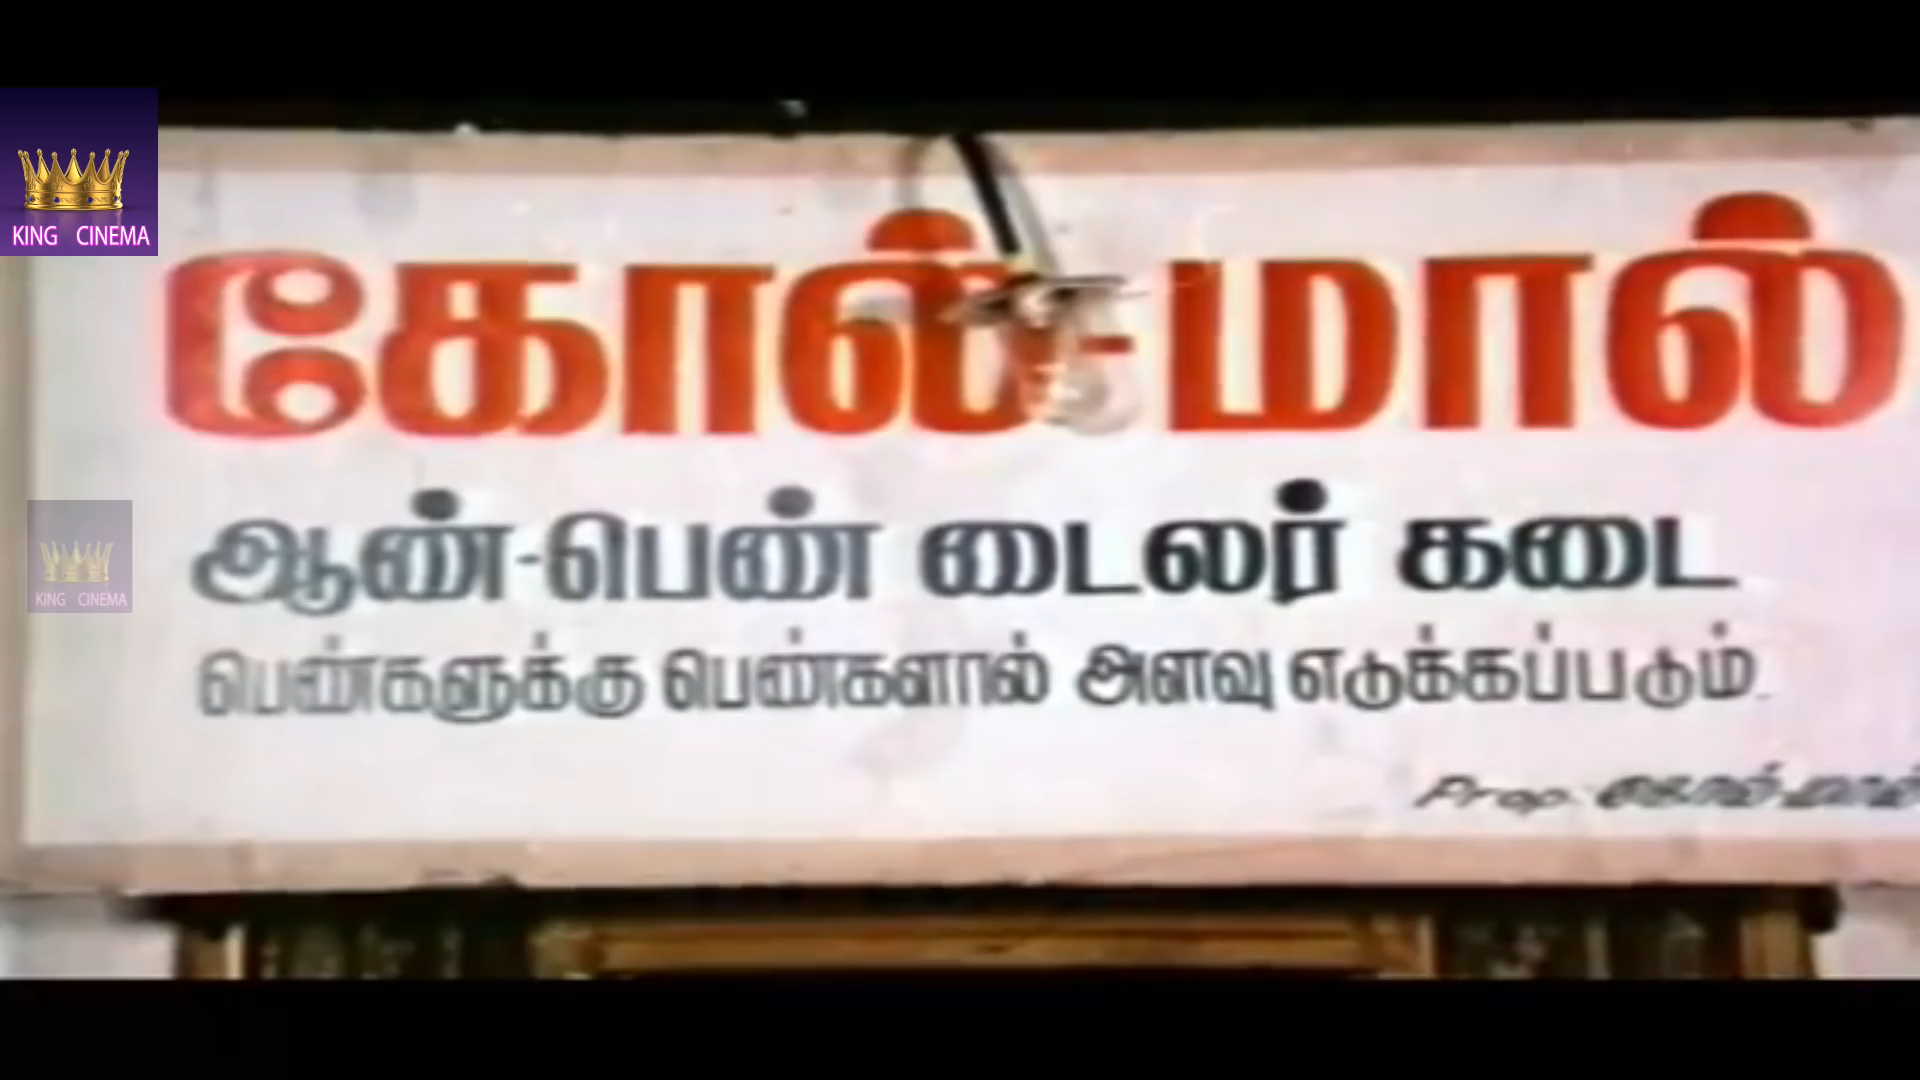 KING CINEMA
கோல்-மால்
ஆண்-பெண் டைலர் கடை
KING CINEMA
பெண்களுக்கு பெண்களால் அளவு எடுக்கப்படும்.
Prop: கோல்-மால்